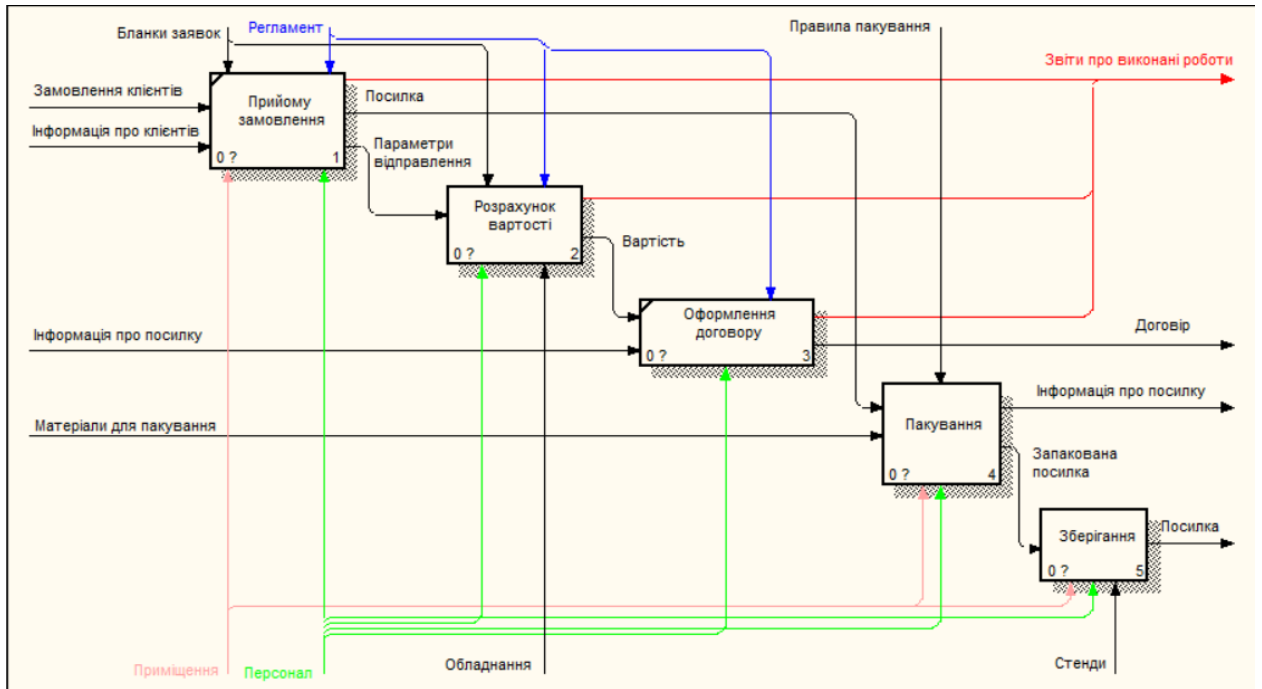 Бланки заявок
Регламент
Правила пакування
Звіти про виконані роботи
Замовлення клієнтів
Інформація про клієнтів
Прийому
замовлення
0 ?
1
Посилка
Параметри
відправлення
Розрахунок
вартості
0 ?
2
Вартість
Інформація про посилку
Оформлення
договору
0 ?
3
Договір
Матеріали для пакування
Пакування
0 ?
4
Інформація про посилку
Запакована
посилка
Зберігання
0 ?
5
Посилка
Приміщення
Персонал
Обладнання
Стенди